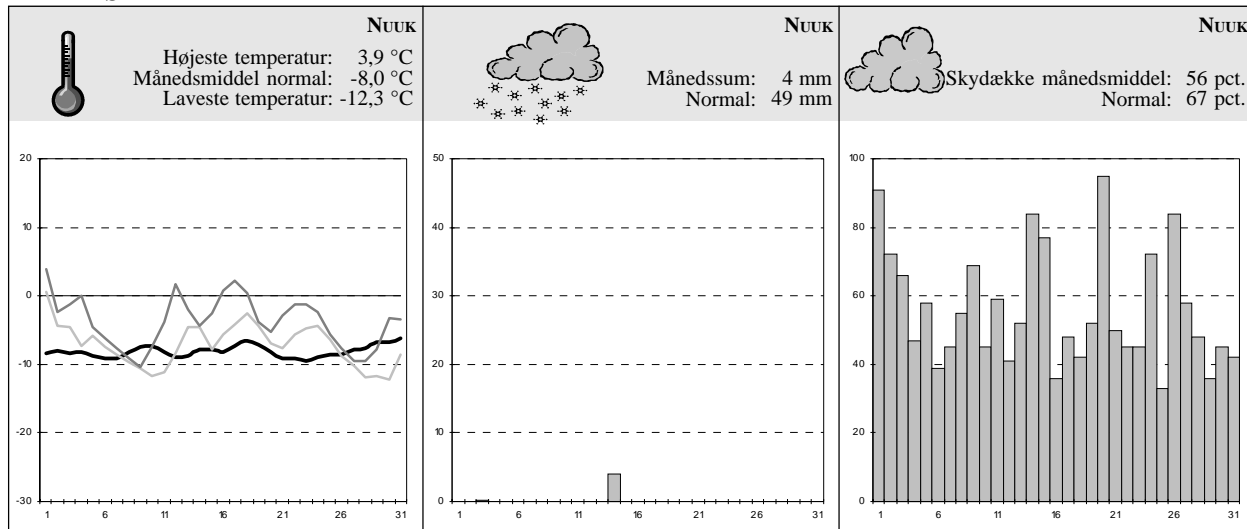 NUUK
Højeste temperatur: 3,9 °C
Månedsmiddel normal: -8,0 °C
Laveste temperatur: -12,3 °C
20
10
0
-10
-20
-30
1 6 11 16 21 26 31
NUUK
Månedssum: 4 mm
Normal: 49 mm
50
40
30
20
10
0
1 6 11 16 21 26 31
NUUK
Skydække månedsmiddel: 56 pct.
Normal: 67 pct.
100
80
60
40
20
0
1 6 11 16 21 26 31